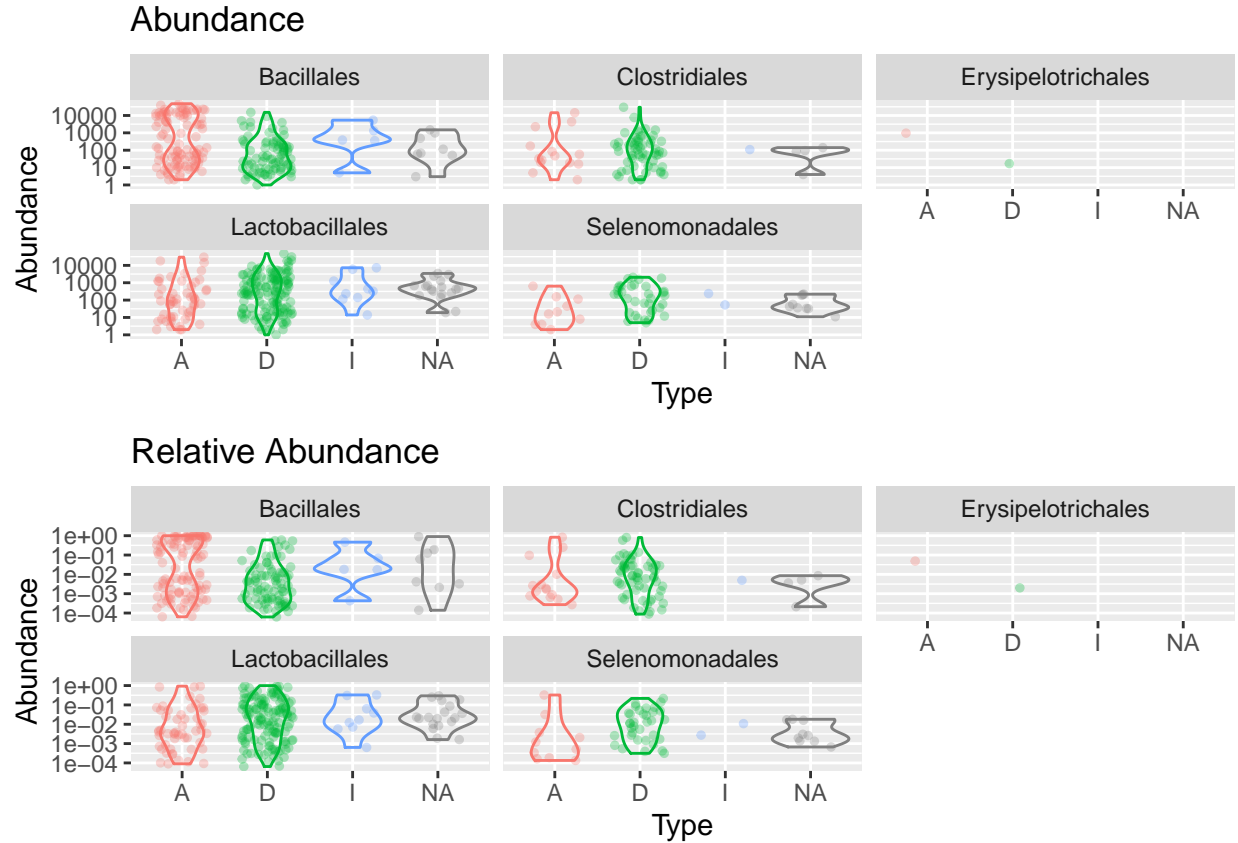 Abundance
Bacillales Clostridiales Erysipelotrichales
10000
1000
100
10
1
A D I NA
Lactobacillales Selenomonadales
10000
1000
100
10
1
A D I NA A D I NA
Abundance
Type
Relative Abundance
Bacillales Clostridiales Erysipelotrichales
1e+00
1e−01
1e−02
1e−03
1e−04
A D I NA
Lactobacillales Selenomonadales
1e+00
1e−01
1e−02
1e−03
1e−04
A D I NA A D I NA
Abundance
Type